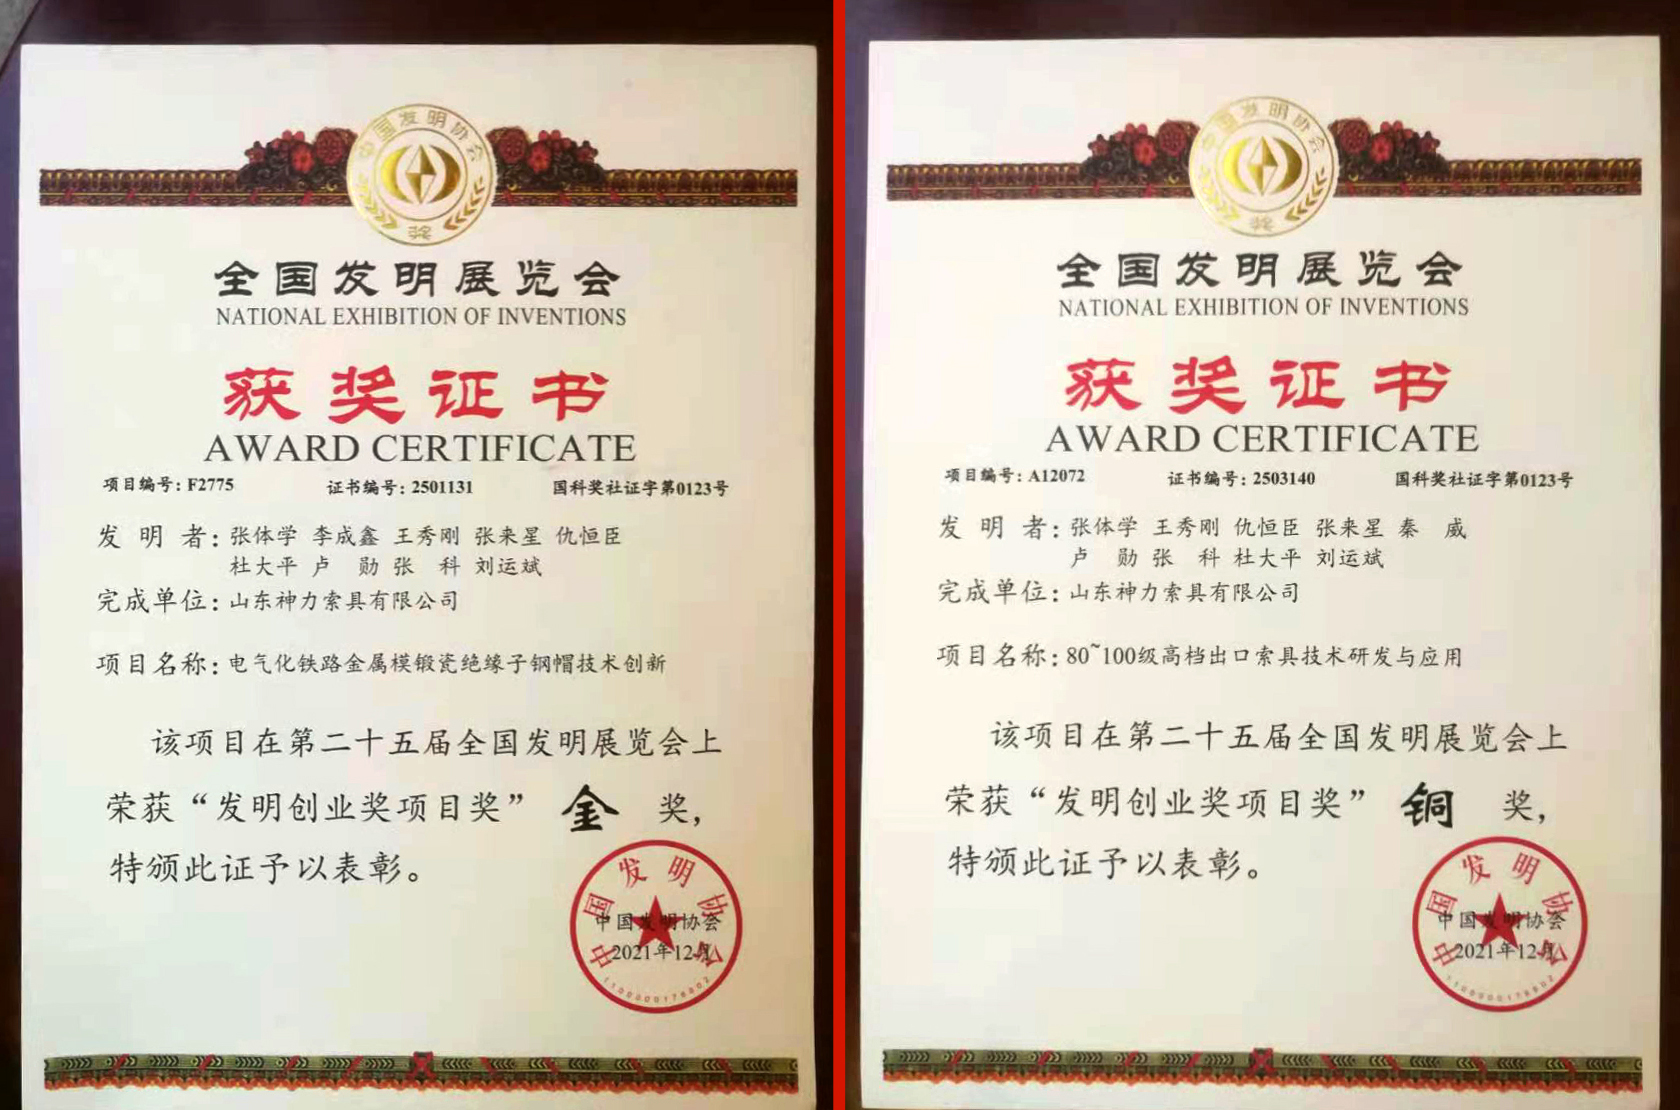 中国发明协会
奖
全国发明展览会
NATIONAL EXHIBITION OF INVENTIONS
获奖证书
AWARD CERTIFICATE
项目编号：F2775 证书编号：2501131 国科奖社证字第0123号
发明者：张体学 李成鑫 王秀刚 张来星 仇恒臣
杜大平 卢勋 张科 刘运斌
完成单位：山东神力索具有限公司
项目名称：电气化铁路金属模锻瓷绝缘子钢帽技术创新
该项目在第二十五届全国发明展览会上
荣获“发明创业奖项目奖” 金 奖，
特颁此证予以表彰。
中国发明协会
中国发明协会
2021年12月
中国发明协会
奖
全国发明展览会
NATIONAL EXHIBITION OF INVENTIONS
获奖证书
AWARD CERTIFICATE
项目编号：A12072 证书编号：2503140 国科奖社证字第0123号
发明者：张体学 王秀刚 仇恒臣 张来星 秦威
卢勋 张科 杜大平 刘运斌
完成单位：山东神力索具有限公司
项目名称：80~100级高档出口索具技术研发与应用
该项目在第二十五届全国发明展览会上
荣获“发明创业奖项目奖” 铜 奖，
特颁此证予以表彰。
中国发明协会
中国发明协会
2021年12月